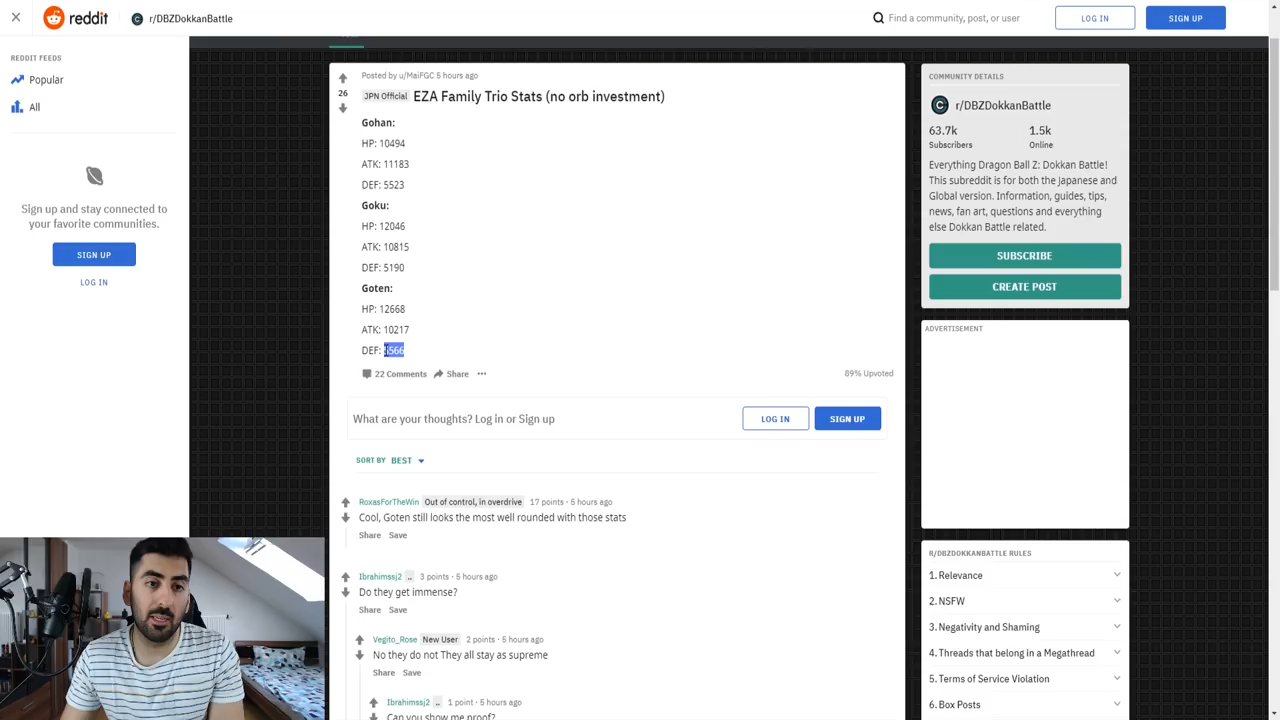 reddit
r/DBZDokkanBattle
Find a community, post, or user
LOG IN
SIGN UP
REDDIT FEEDS
Popular
All
Sign up and stay connected to
your favorite communities.
SIGN UP
LOG IN
Posted by u/MaiFGC 5 hours ago
26
JPN Official EZA Family Trio Stats (no orb investment)
Gohan:
HP: 10494
ATK: 11183
DEF: 5523
Goku:
HP: 12046
ATK: 10815
DEF: 5190
Goten:
HP: 12668
ATK: 10217
DEF:
22 Comments Share ...
89% Upvoted
What are your thoughts? Log in or Sign up
LOG IN
SIGN UP
SORT BY BEST
RoxasForTheWin Out of control, in overdrive 17 points · 5 hours ago
Cool, Goten still looks the most well rounded with those stats
Share Save
Ibrahimssj2 .. 3 points · 5 hours ago
Do they get immense?
Share Save
Vegito_Rose New User 2 points · 5 hours ago
No they do not They all stay as supreme
Share Save
Ibrahimssj2 .. 1 point · 5 hours ago
Can you show me proof?
COMMUNITY DETAILS
r/DBZDokkanBattle
63.7k
Subscribers
1.5k
Online
Everything Dragon Ball Z: Dokkan Battle!
This subreddit is for both the Japanese and
Global version. Information, guides, tips,
news, fan art, questions and everything
else Dokkan Battle related.
SUBSCRIBE
CREATE POST
ADVERTISEMENT
R/DBZDOKKANBATTLE RULES
1. Relevance
2. NSFW
3. Negativity and Shaming
4. Threads that belong in a Megathread
5. Terms of Service Violation
6. Box Posts